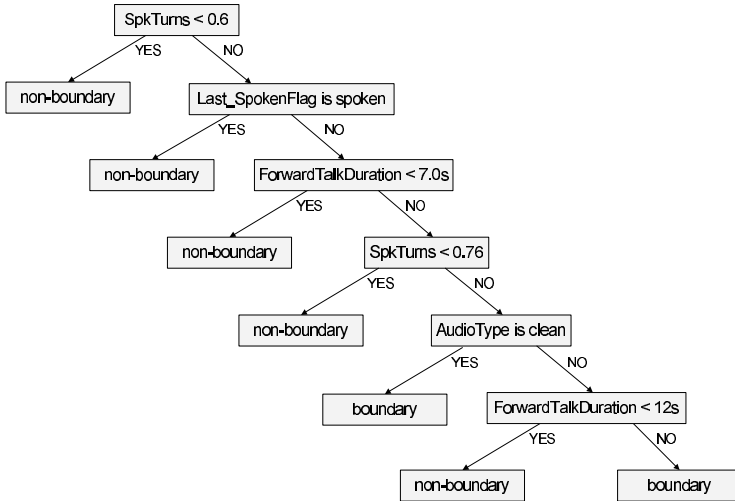 SpkTurns < 0.6
YES
NO
non-boundary
Last_SpokenFlag is spoken
YES
NO
non-boundary
ForwardTalkDuration < 7.0s
YES
NO
non-boundary
SpkTurns < 0.76
YES
NO
non-boundary
AudioType is clean
YES
NO
boundary
ForwardTalkDuration < 12s
YES
NO
non-boundary
boundary